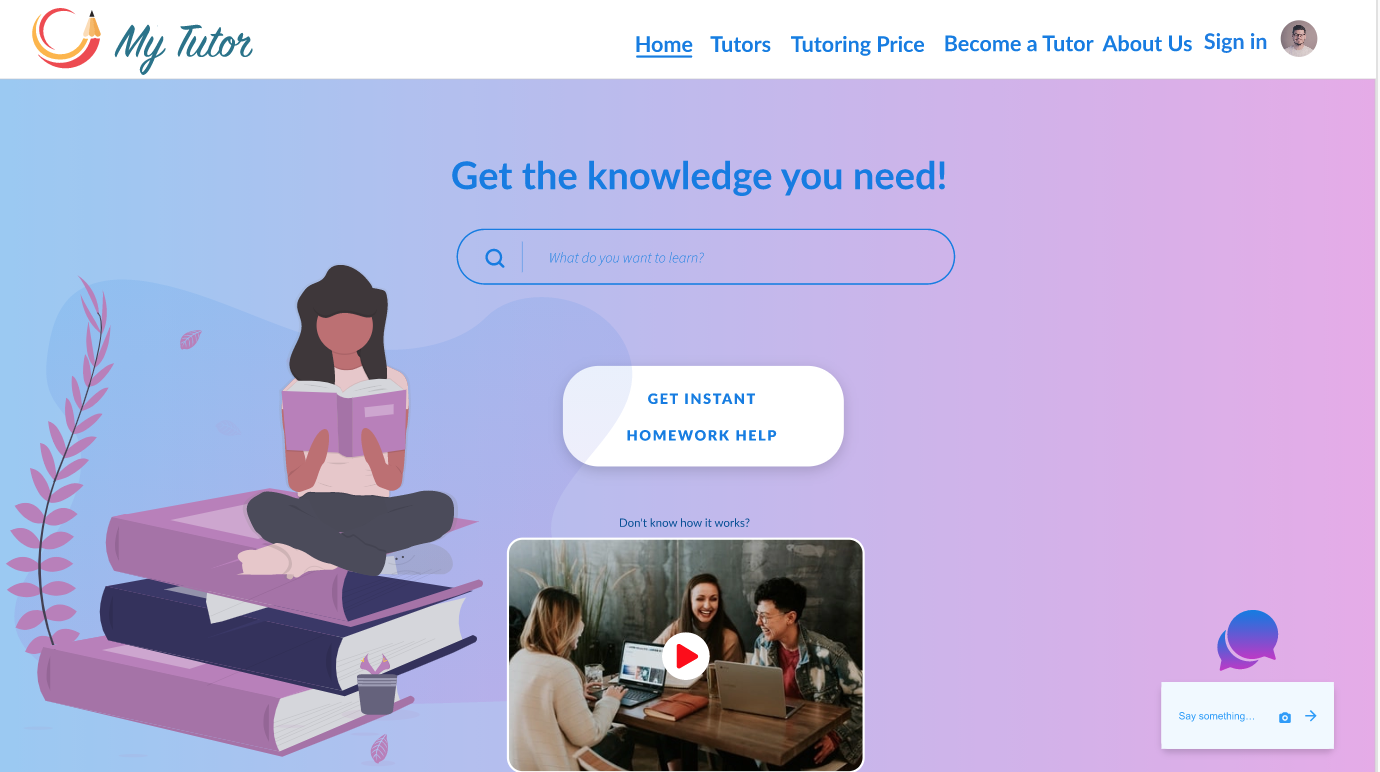 My Tutor
Home Tutors Tutoring Price Become a Tutor About Us Sign in
Get the knowledge you need!
What do you want to learn?
GET INSTANT
HOMEWORK HELP
Don't know how it works?
Say something...